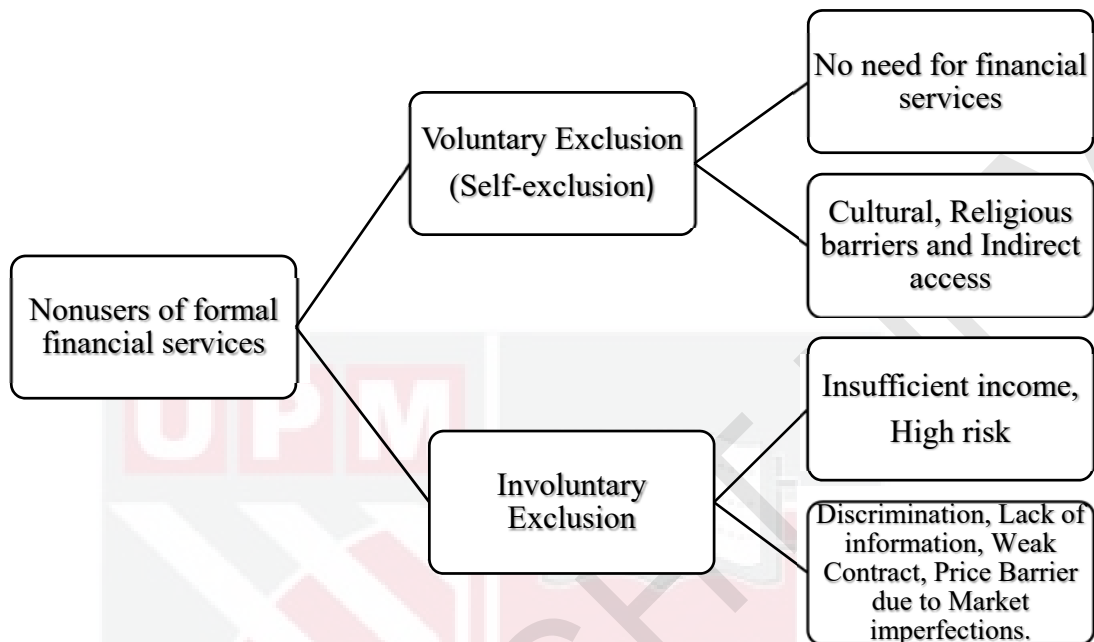 No need for financial
services
Voluntary Exclusion
(Self-exclusion)
Cultural, Religious
barriers and Indirect
access
Nonusers of formal
financial services
Insufficient income,
High risk
Involuntary
Exclusion
Discrimination, Lack of
information, Weak
Contract, Price Barrier
due to Market
imperfections.
UPM